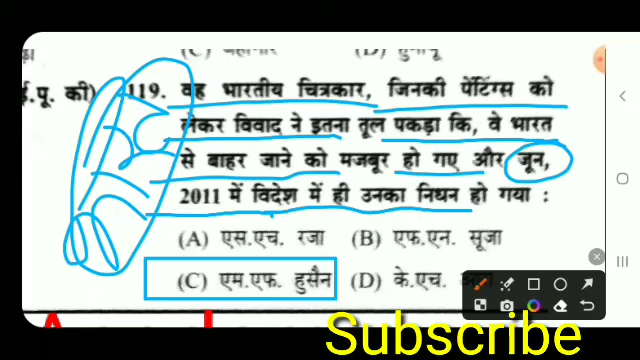 (C) जहांगीर (D) हुमायूँ
ई.पू. की) 119. वह भारतीय चित्रकार, जिनकी पेंटिंग्स को
लेकर विवाद ने इतना तूल पकड़ा कि, वे भारत
से बाहर जाने को मजबूर हो गए और जून,
2011 में विदेश में ही उनका निधन हो गया :
(A) एस.एच. रजा (B) एफ.एन. सूजा
(C) एम.एफ. हुसैन (D) के.एच.
Subscribe